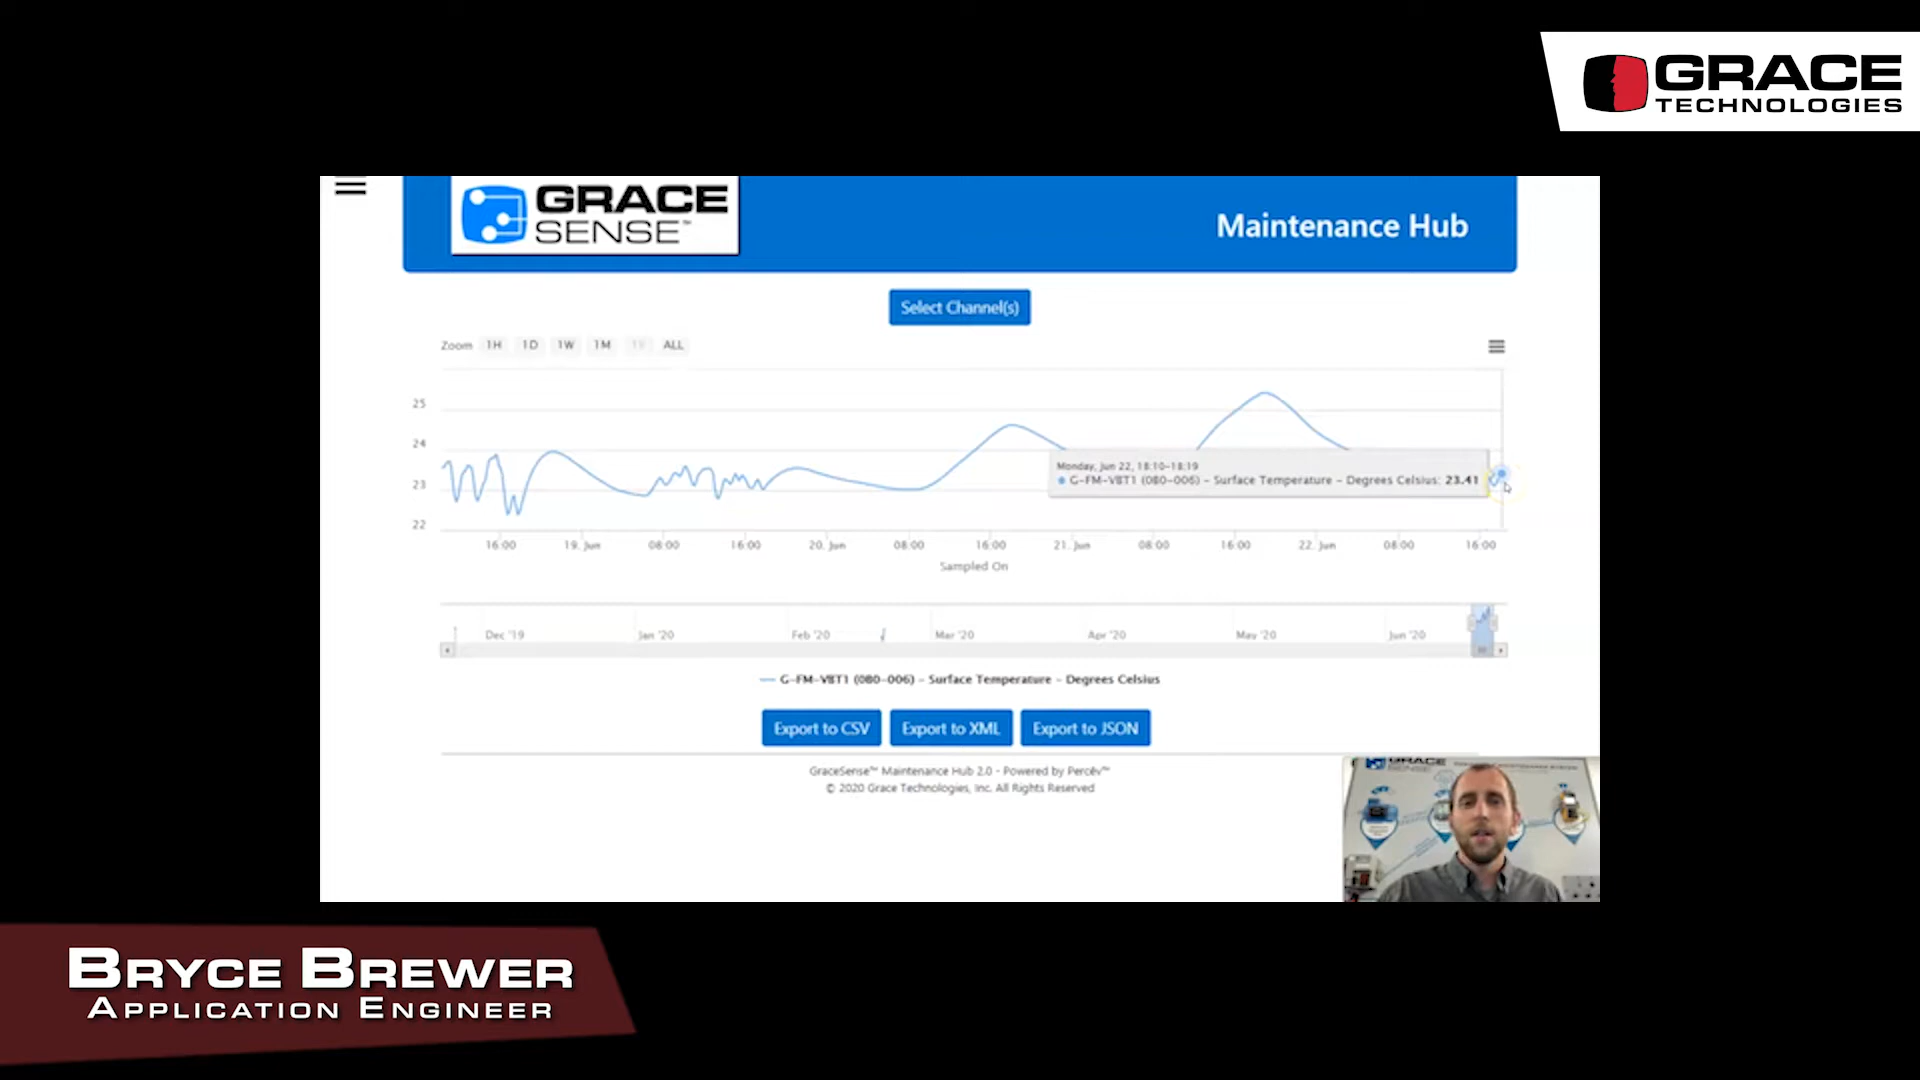 GRACE
TECHNOLOGIES
GRACE
SENSE™
Maintenance Hub
Select Channel(s)
Zoom 1H 1D 1W 1M ALL
25
24
23
22
Monday, Jun 22, 18:10-18:19
G-FM-VBT1 (080-006) - Surface Temperature - Degrees Celsius: 23.41
16:00 19. Jun 08:00 16:00 20. Jun 08:00 16:00 21. Jun 08:00 16:00 22. Jun 08:00 16:00
Sampled On
Dec '19 Jan '20 Feb '20 Mar '20 Apr '20 May '20 Jun '20
G-FM-VBT1 (080-006) - Surface Temperature - Degrees Celsius
Export to CSV Export to XML Export to JSON
GraceSense™ Maintenance Hub 2.0 - Powered by Percēv™
© 2020 Grace Technologies, Inc. All Rights Reserved
GRACE
SENSE
BRYCE BREWER
APPLICATION ENGINEER